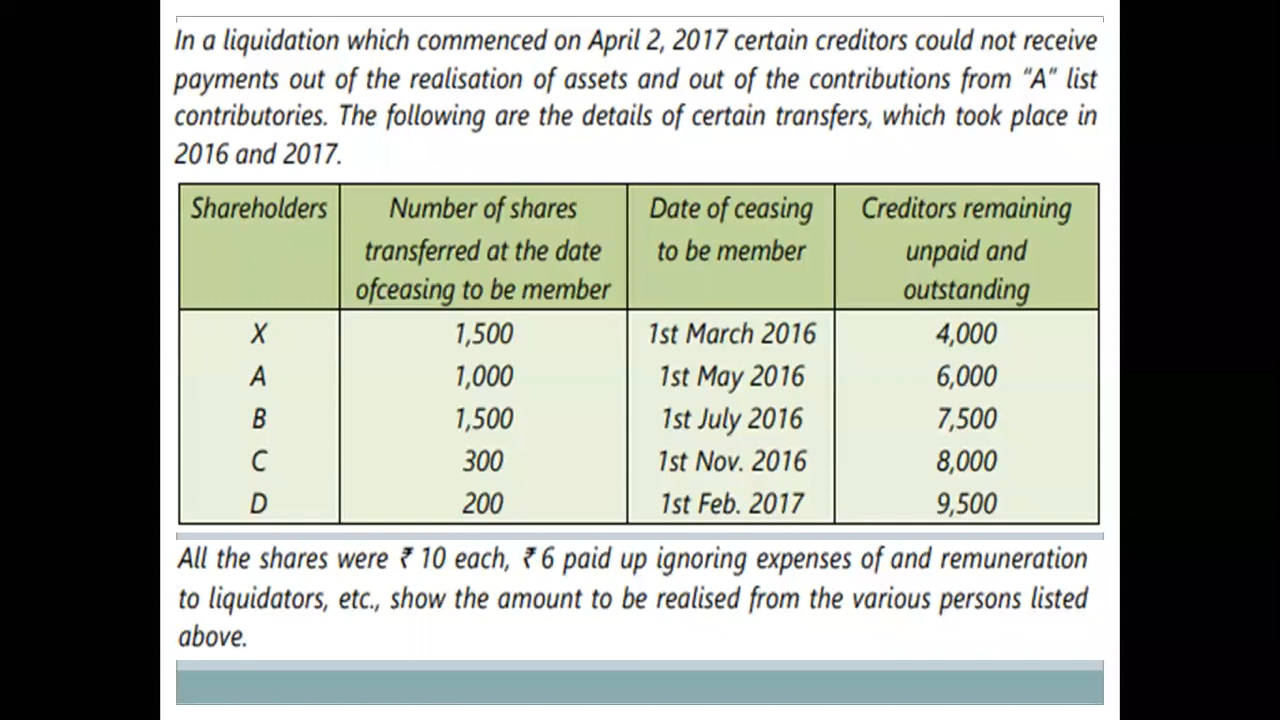 In a liquidation which commenced on April 2, 2017 certain creditors could not receive
payments out of the realisation of assets and out of the contributions from “A” list
contributories. The following are the details of certain transfers, which took place in
2016 and 2017.
Shareholders Number of shares Date of ceasing Creditors remaining
transferred at the date to be member unpaid and
ofceasing to be member outstanding
X 1,500 1st March 2016 4,000
A 1,000 1st May 2016 6,000
B 1,500 1st July 2016 7,500
C 300 1st Nov. 2016 8,000
D 200 1st Feb. 2017 9,500
All the shares were ₹ 10 each, ₹ 6 paid up ignoring expenses of and remuneration
to liquidators, etc., show the amount to be realised from the various persons listed
above.